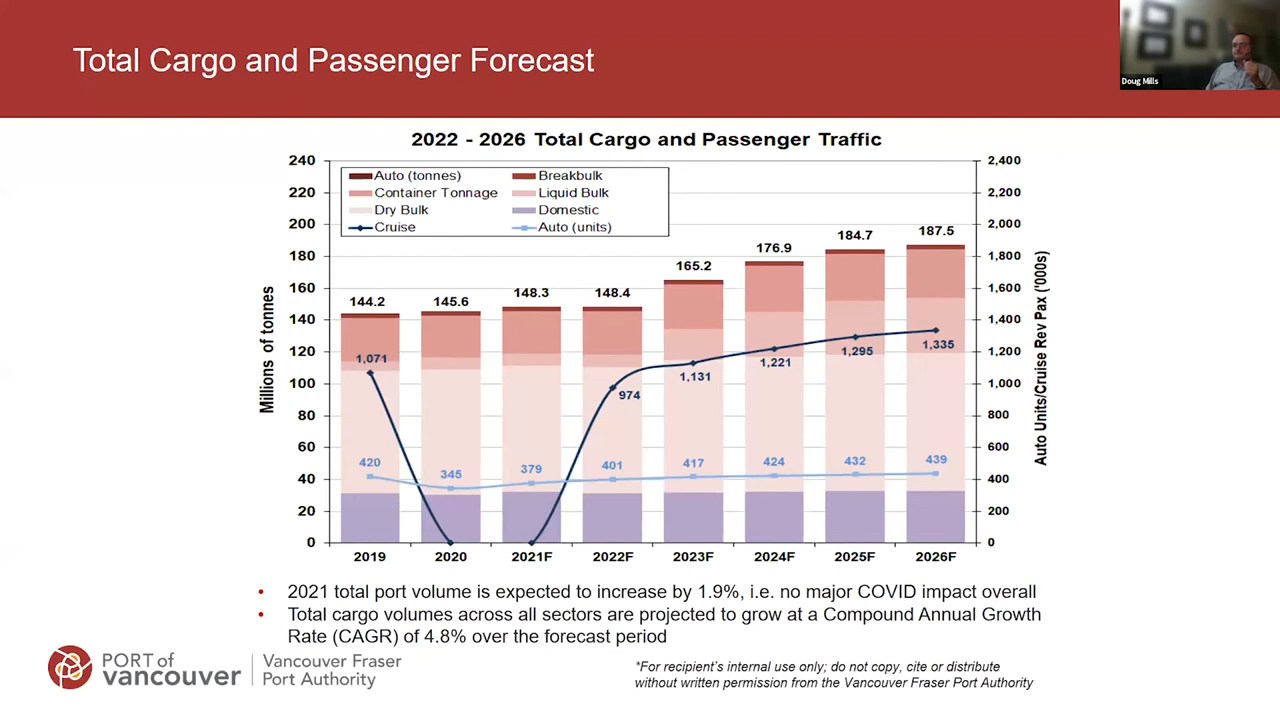 Total Cargo and Passenger Forecast
Doug Mills
2022 - 2026 Total Cargo and Passenger Traffic
Auto (tonnes) Breakbulk
Container Tonnage Liquid Bulk
Dry Bulk Domestic
Cruise Auto (units)
Millions of tonnes
240
220
200
180
160
140
120
100
80
60
40
20
0
144.2 145.6 148.3 148.4 165.2 176.9 184.7 187.5
1,071 974 1,131 1,221 1,295 1,335
420 345 379 401 417 424 432 439
2,400
2,200
2,000
1,800
1,600
1,400
1,200
1,000
800
600
400
200
0
Auto Units/Cruise Rev Pax ('000s)
2019 2020 2021F 2022F 2023F 2024F 2025F 2026F
• 2021 total port volume is expected to increase by 1.9%, i.e. no major COVID impact overall
• Total cargo volumes across all sectors are projected to grow at a Compound Annual Growth
Rate (CAGR) of 4.8% over the forecast period
PORT of
vancouver
Vancouver Fraser
Port Authority
*For recipient's internal use only; do not copy, cite or distribute
without written permission from the Vancouver Fraser Port Authority